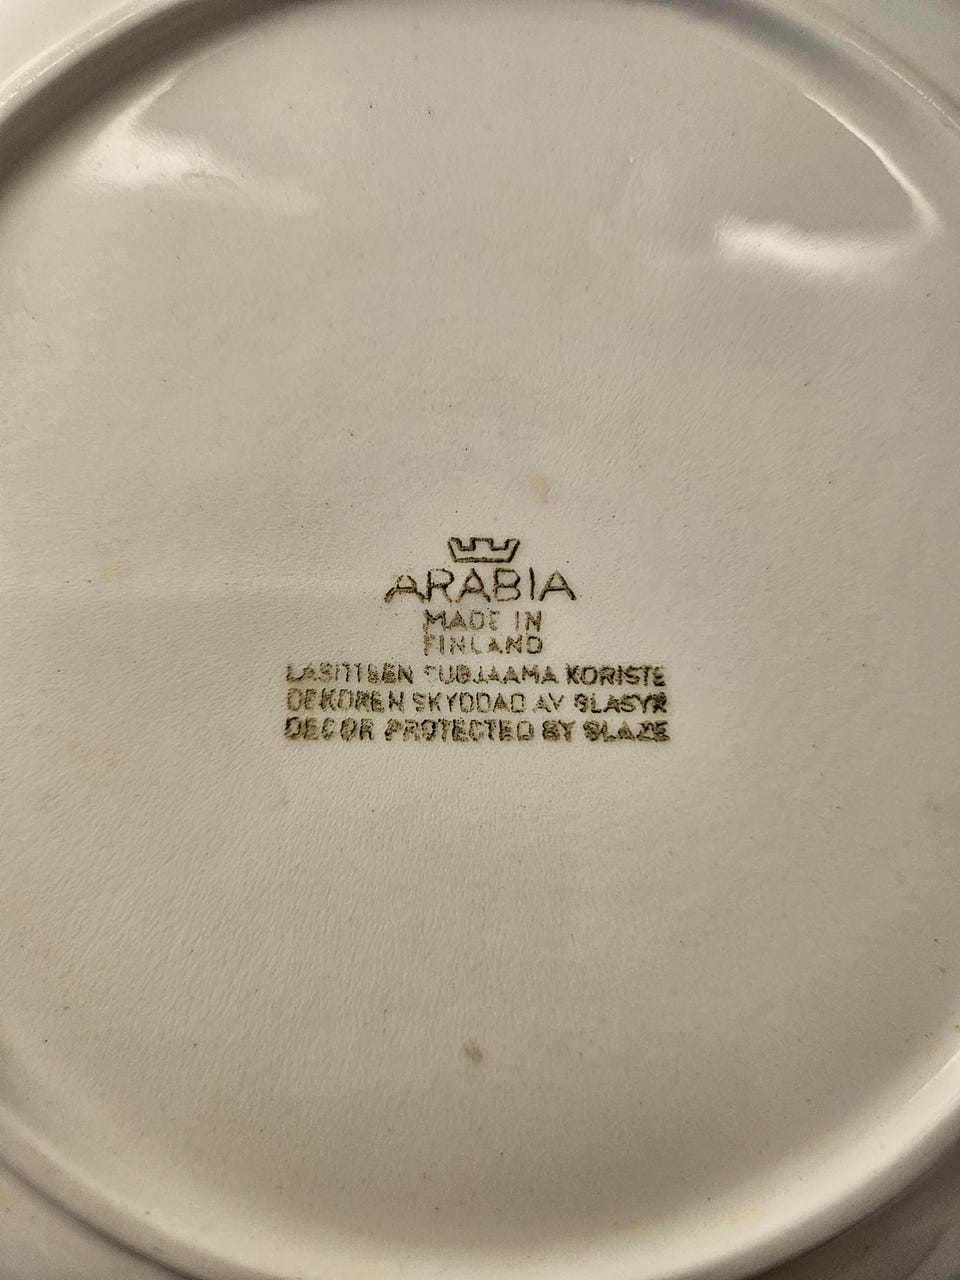 ARABIA
MADE IN
FINLAND
LASITTEEN SUOJAAMA KORISTE
DEKOREN SKYDDAD AV GLASYR
DECOR PROTECTED BY GLAZE